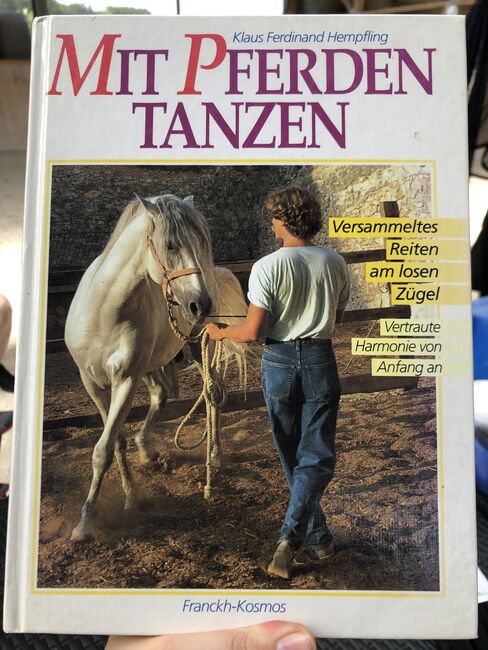 Klaus Ferdinand Hempfling
MIT PFERDEN
TANZEN
Versammeltes
Reiten
am losen
Zügel
Vertraute
Harmonie von
Anfang an
Franckh-Kosmos